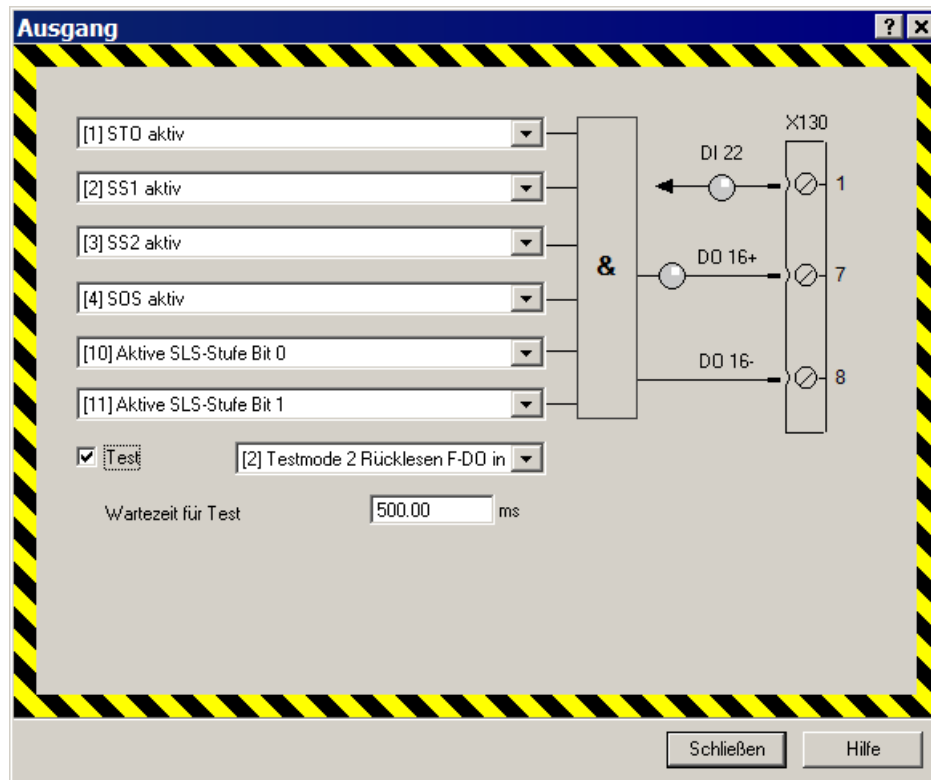 Ausgang
X130
[1] STO aktiv
DI 22
[2] SS1 aktiv
1
[3] SS2 aktiv
&
DO 16+
7
[4] SOS aktiv
[10] Aktive SLS-Stufe Bit 0
DO 16-
8
[11] Aktive SLS-Stufe Bit 1
Test
[2] Testmode 2 Rücklesen F-DO in
Wartezeit für Test
500.00
ms
Schließen
Hilfe